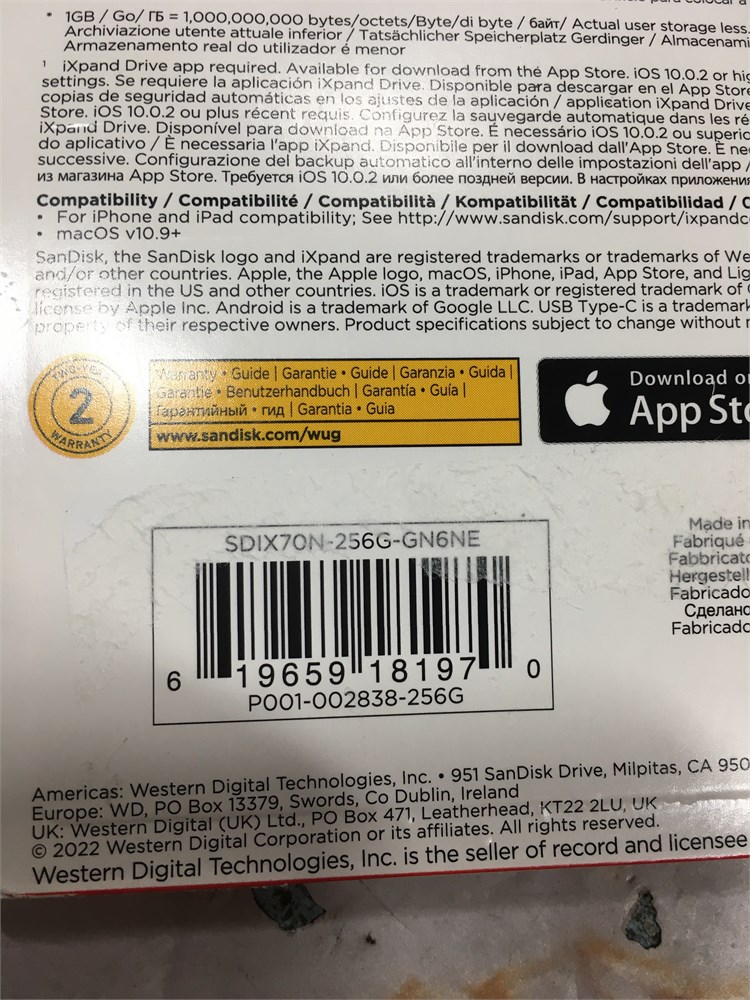 * 1GB / Go/ ГБ = 1,000,000,000 bytes/octets/Byte/di byte / байт/ Actual user storage less.
Archiviazione utente attuale inferior / Tatsächlicher Speicherplatz Gerdinger / Almacenami
Armazenamento real do utilizador é menor
¹ iXpand Drive app required. Available for download from the App Store. iOS 10.0.2 or hig
settings. Se requiere la aplicación iXpand Drive. Disponible para descargar en el App Store
copias de seguridad automáticas en los ajustes de la aplicación / application iXpand Drive
Store. iOS 10.0.2 ou plus récent requis. Configurez la sauvegarde automatique dans les ré
iXpand Drive. Disponível para download na App Store. É necessário iOS 10.0.2 ou superio
do aplicativo / È necessaria l'app iXpand. Disponibile per il download dall'App Store. È ne
successive. Configurazione del backup automatico all'interno delle impostazioni dell'app /
из магазина App Store. Требуется iOS 10.0.2 или более поздней версии. В настройках приложения
Compatibility / Compatibilité / Compatibilità / Kompatibilität / Compatibilidad / C
• For iPhone and iPad compatibility; See http://www.sandisk.com/support/ixpandc
• macOS v10.9+
SanDisk, the SanDisk logo and iXpand are registered trademarks or trademarks of We
and/or other countries. Apple, the Apple logo, macOS, iPhone, iPad, App Store, and Lig
registered in the US and other countries. iOS is a trademark or registered trademark of
license by Apple Inc. Android is a trademark of Google LLC. USB Type-C is a trademark
property of their respective owners. Product specifications subject to change without n
TWO-YEAR
2
WARRANTY
Warranty • Guide | Garantie • Guide | Garanzia • Guida |
Garantie • Benutzerhandbuch | Garantía • Guía |
Гарантийный • гид | Garantia • Guia
www.sandisk.com/wug
Download on
App Sto
SDIX70N-256G-GN6NE
6 19659 18197 0
P001-002838-256G
Made in
Fabriqué
Fabbricato
Hergestell
Fabricado
Сделано
Fabricado
Americas: Western Digital Technologies, Inc. • 951 SanDisk Drive, Milpitas, CA 950
Europe: WD, PO Box 13379, Swords, Co Dublin, Ireland
UK: Western Digital (UK) Ltd., PO Box 471, Leatherhead, KT22 2LU, UK
© 2022 Western Digital Corporation or its affiliates. All rights reserved.
Western Digital Technologies, Inc. is the seller of record and licensee